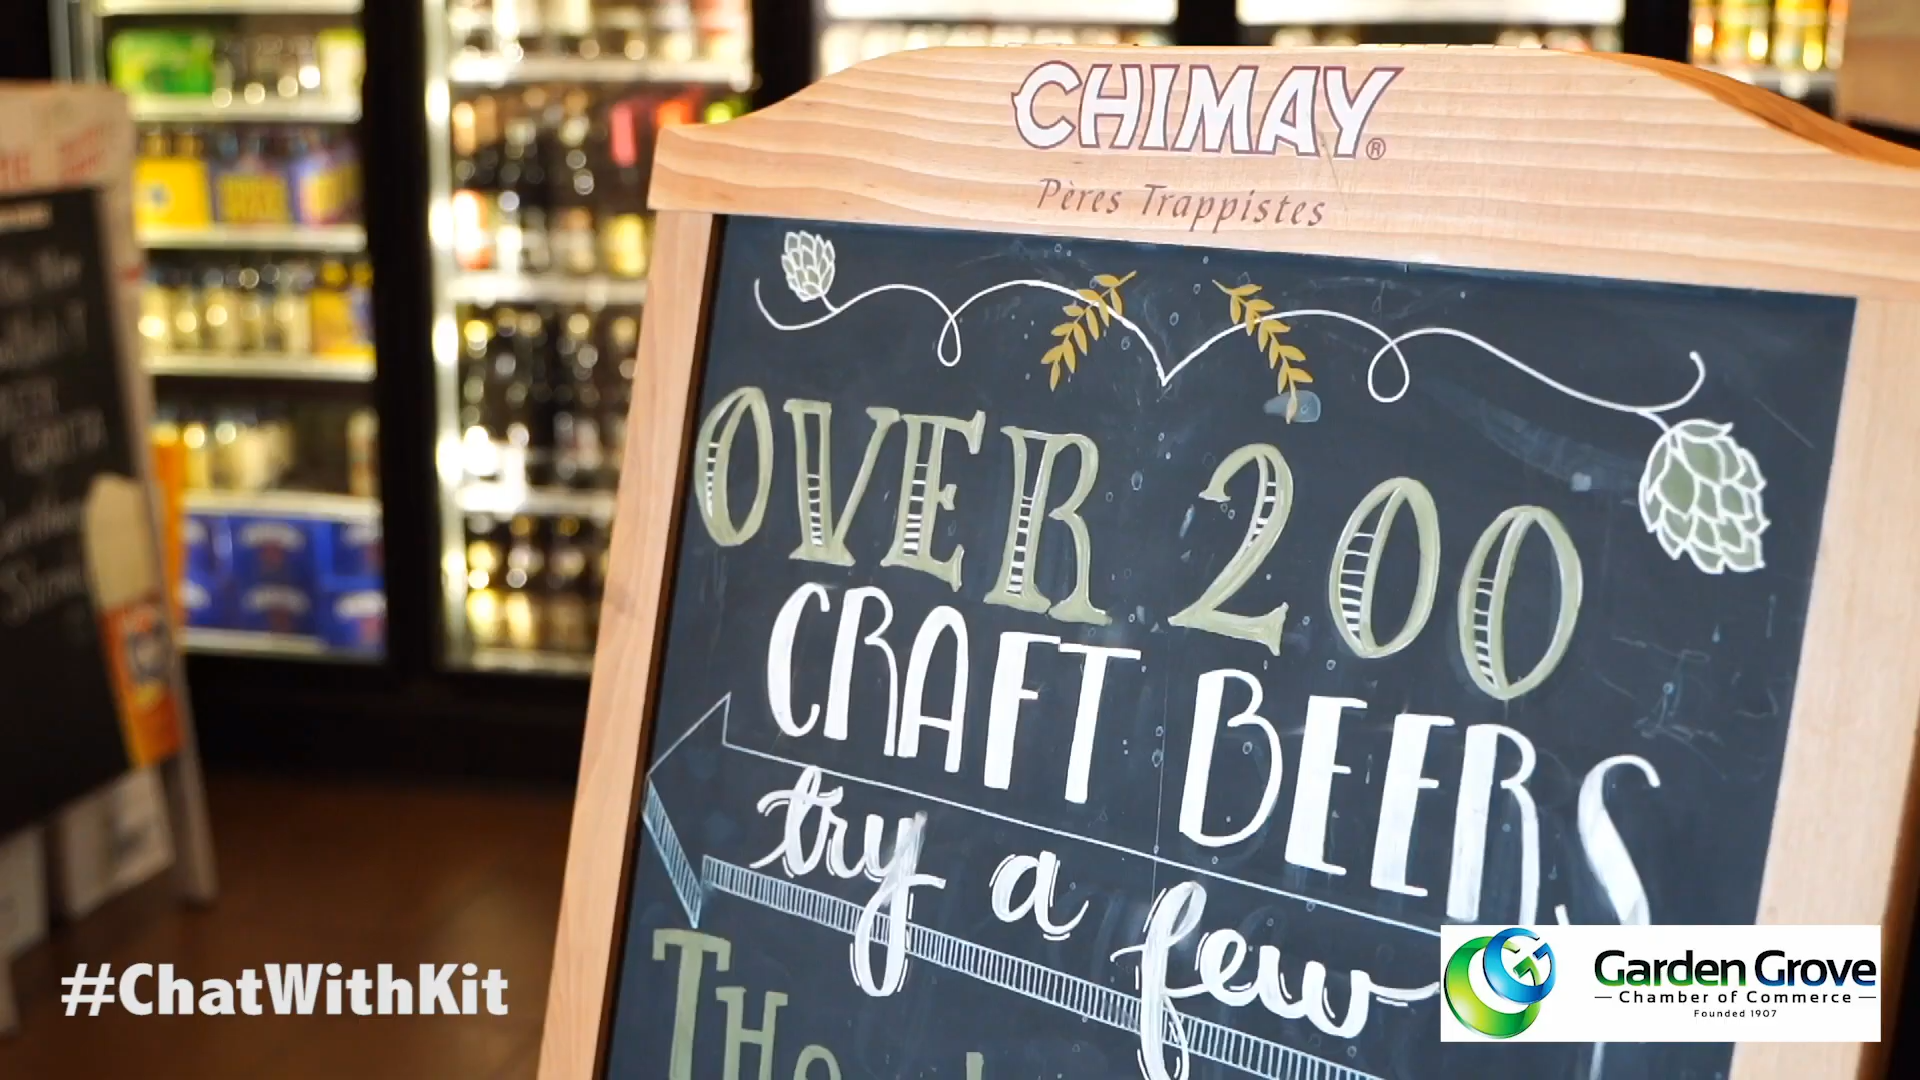 CHIMAY®
Pères Trappistes
OVER 200
CRAFT BEERS
try a few
#ChatWithKit
Garden Grove
Chamber of Commerce
Founded 1907